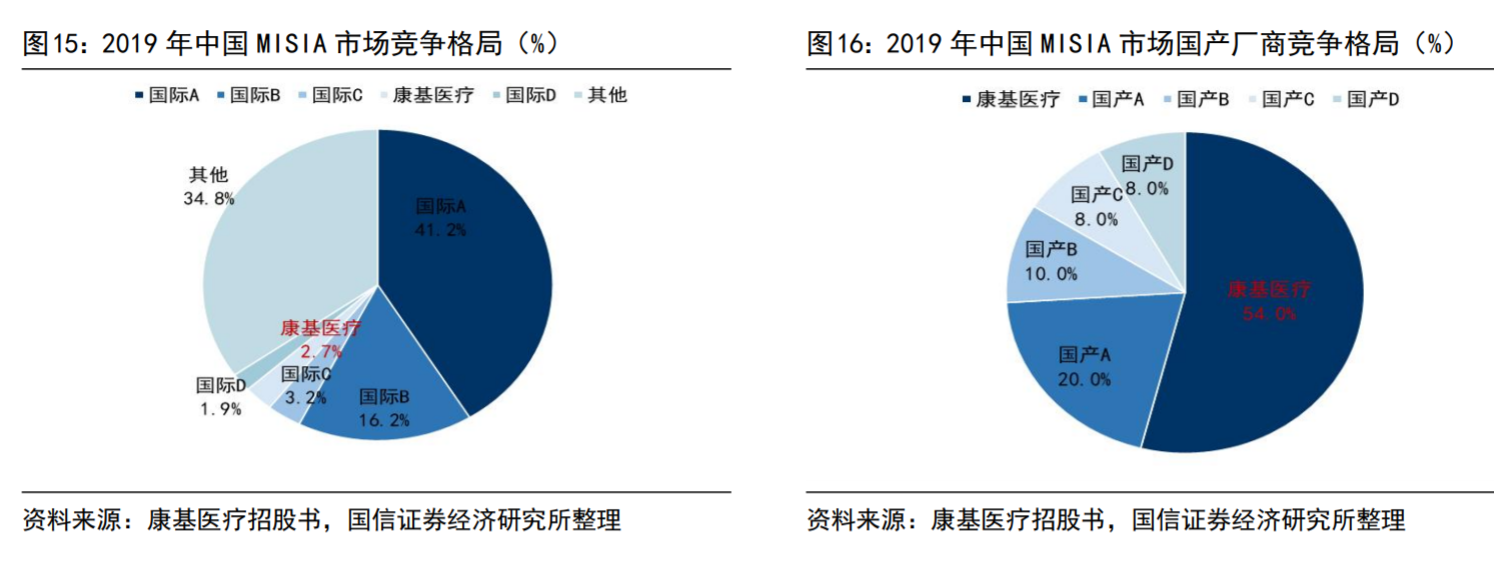 图15：2019 年中国 MISIA 市场竞争格局（%）
国际A 国际B 国际C 康基医疗 国际D 其他
其他
34.8%
国际A
41.2%
康基医疗
2.7%
国际C
3.2%
国际D
1.9%
国际B
16.2%
资料来源：康基医疗招股书，国信证券经济研究所整理
图16：2019 年中国 MISIA 市场国产厂商竞争格局（%）
康基医疗 国产A 国产B 国产C 国产D
国产D
8.0%
国产C
8.0%
国产B
10.0%
康基医疗
54.0%
国产A
20.0%
资料来源：康基医疗招股书，国信证券经济研究所整理